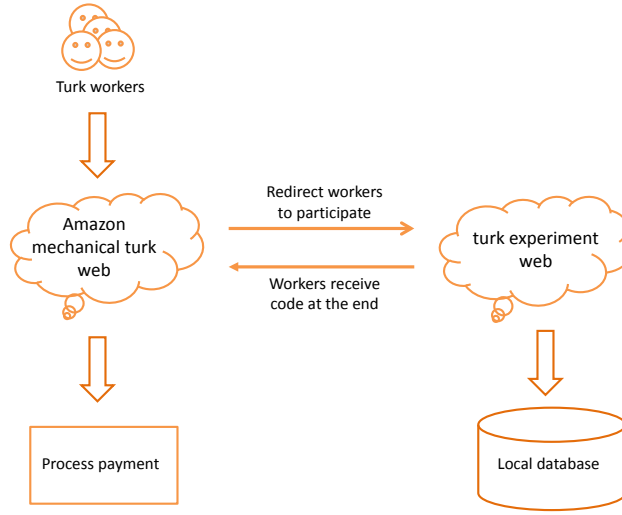 Turk workers
Redirect workers
to participate
Amazon
mechanical turk
web
turk experiment
web
Workers receive
code at the end
Process payment
Local database